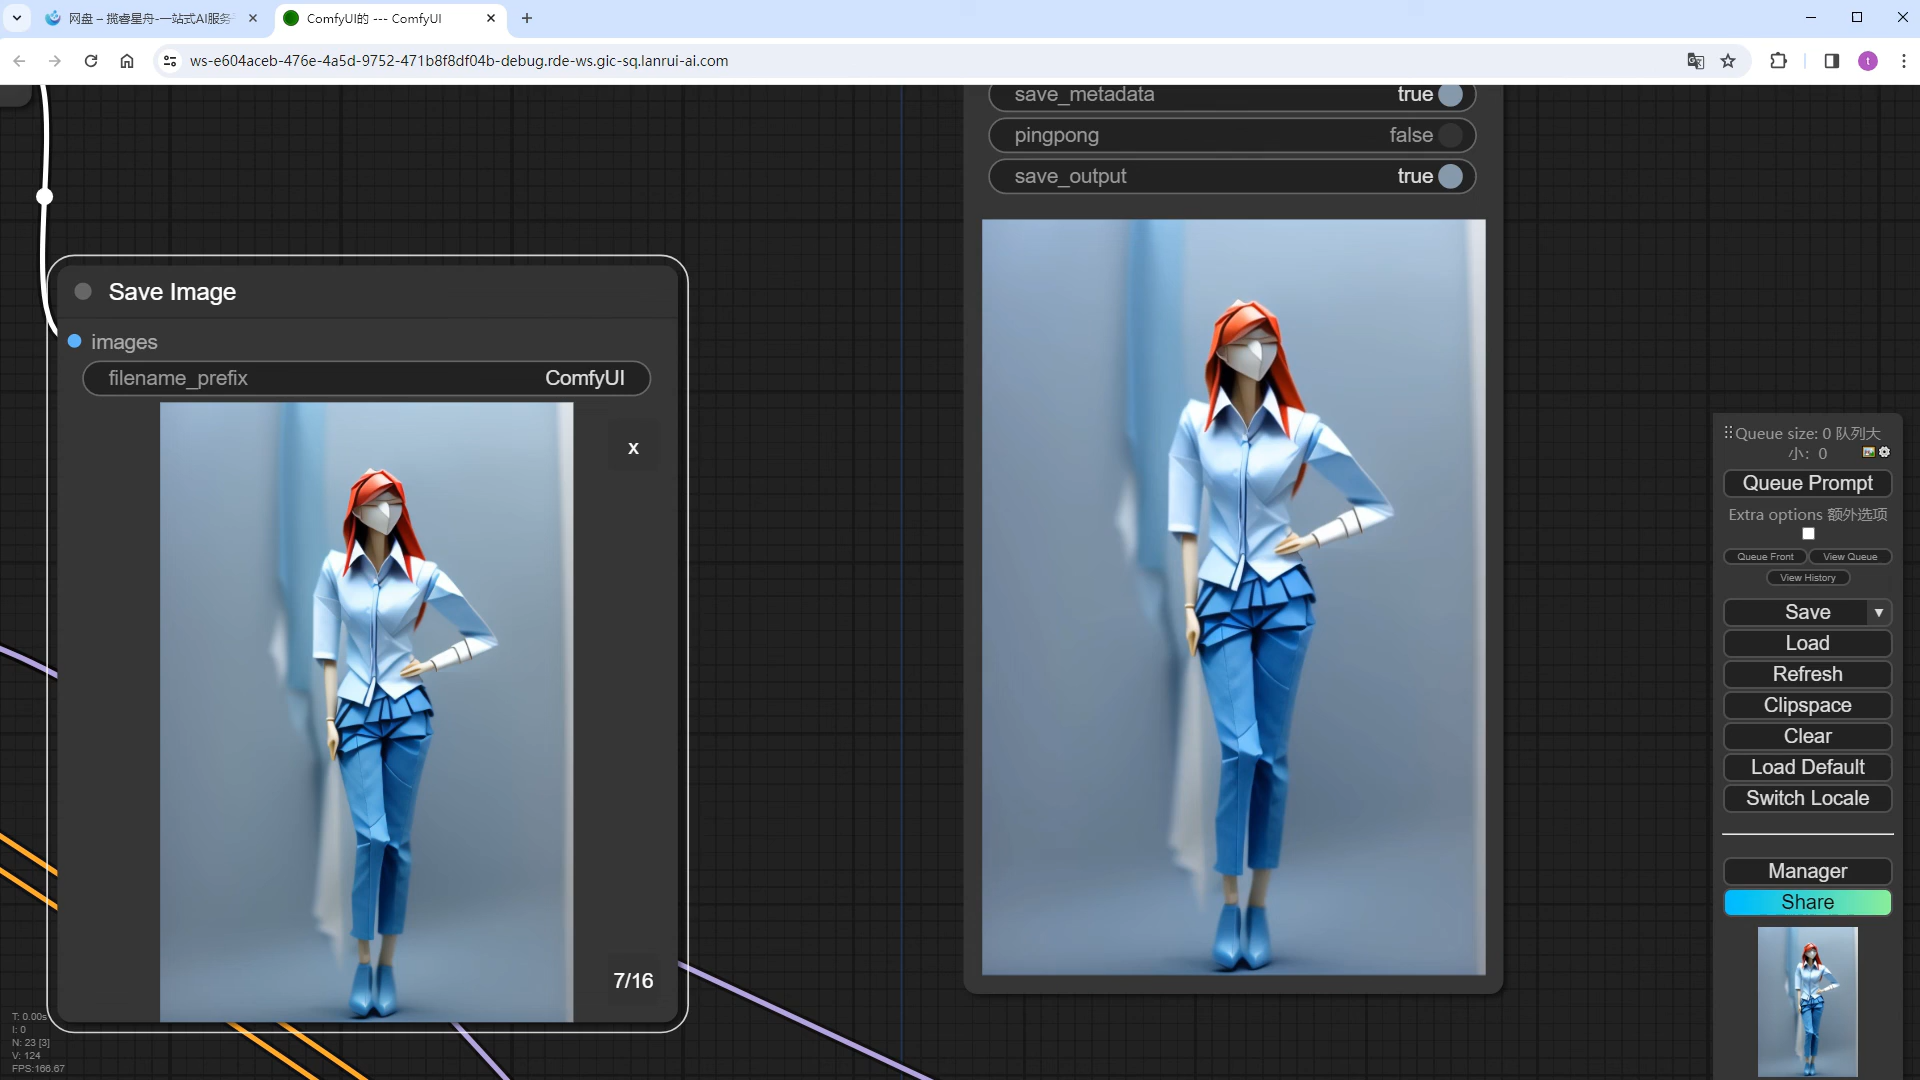 网盘 – 揽睿星舟-一站式AI服务
ComfyUI的 --- ComfyUI
ws-e604aceb-476e-4a5d-9752-471b8f8df04b-debug.rde-ws.gic-sq.lanrui-ai.com
t
save_metadata true
pingpong false
save_output true
Save Image
images
filename_prefix ComfyUI
x
7/16
Queue size: 0 队列大
小：0
Queue Prompt
Extra options 额外选项
Queue Front View Queue
View History
Save ▼
Load
Refresh
Clipspace
Clear
Load Default
Switch Locale
Manager
Share
T: 0.00s
I: 0
N: 23 [3]
V: 124
FPS:166.67